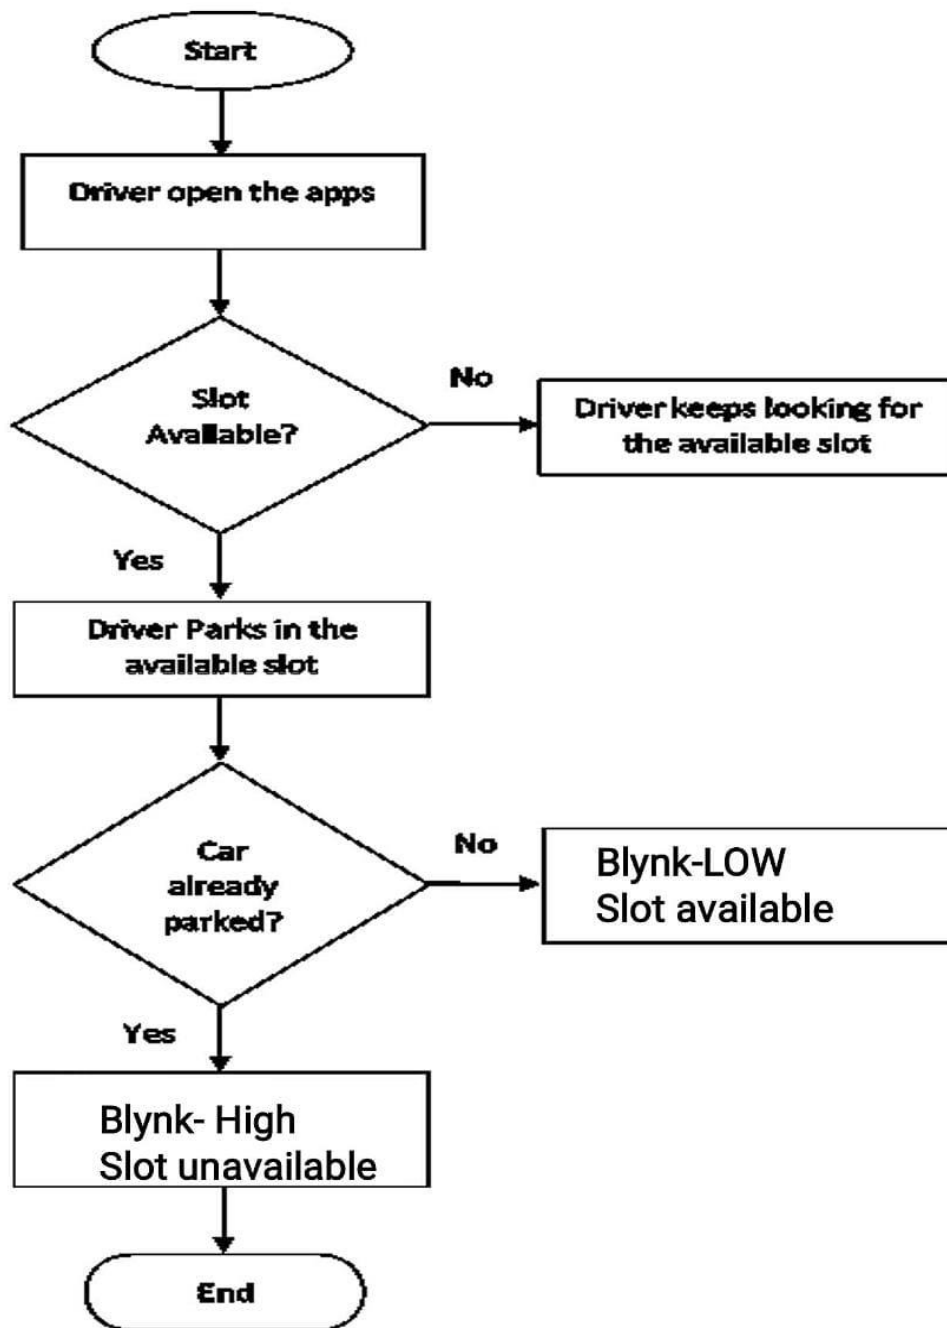 Start
Driver open the apps
Slot
Available?
No
Driver keeps looking for
the available slot
Yes
Driver Parks in the
available slot
Car
already
parked?
No
Blynk-LOW
Slot available
Yes
Blynk- High
Slot unavailable
End